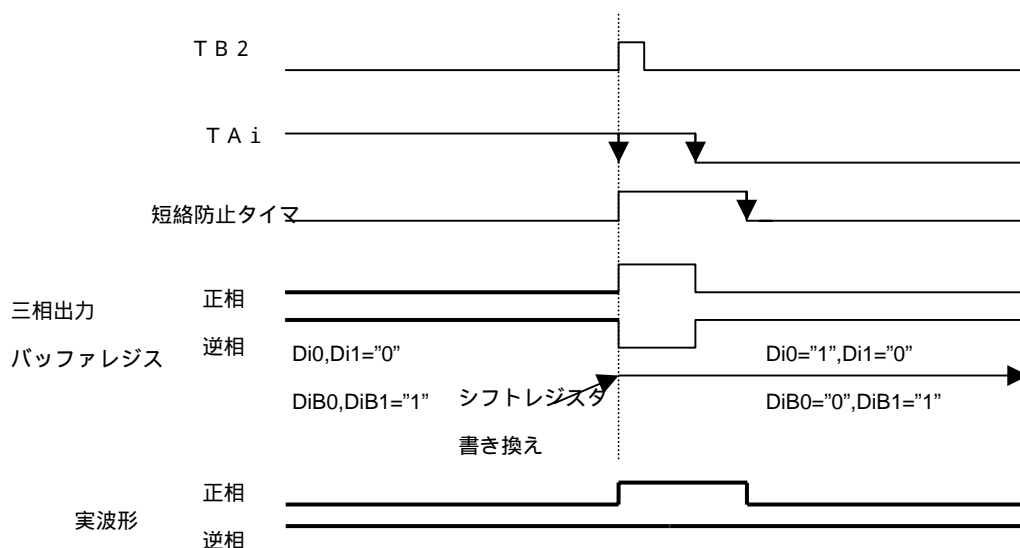 ＴＢ２
ＴＡｉ
短絡防止タイマ
三相出力
バッファレジス
正相
逆相
Di0,Di1=”0”
DiB0,DiB1=”1”
シフトレジスタ
書き換え
Di0=”1”,Di1=”0”
DiB0=”0”,DiB1=”1”
実波形
正相
逆相